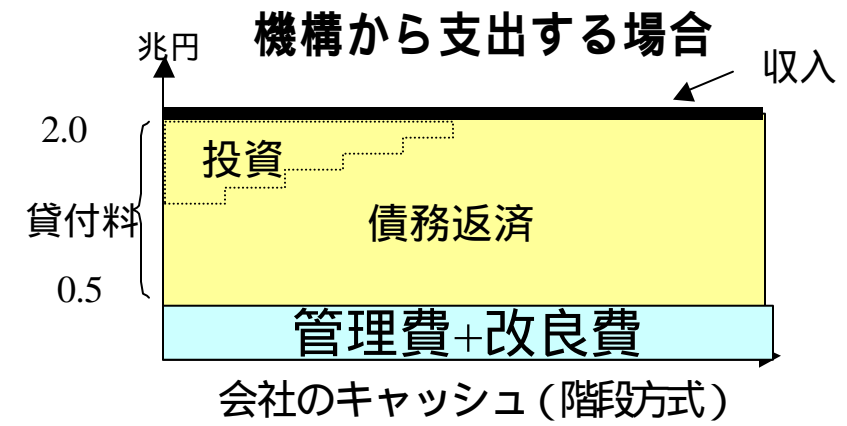 機構から支出する場合
兆円
収入
2.0
投資
貸付料
債務返済
0.5
管理費+改良費
会社のキャッシュ(階段方式)